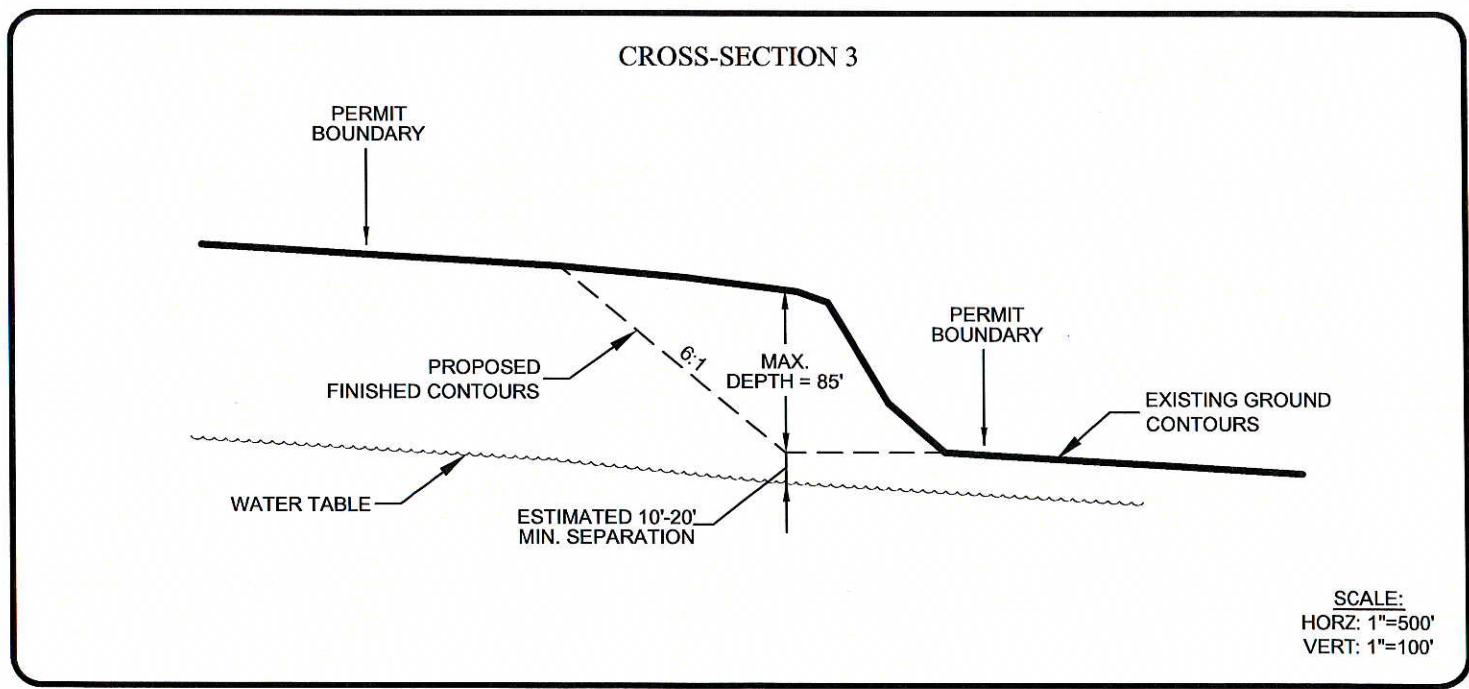 CROSS-SECTION 3
PERMIT
BOUNDARY
PERMIT
BOUNDARY
6:1
MAX.
DEPTH = 85'
PROPOSED
FINISHED CONTOURS
EXISTING GROUND
CONTOURS
WATER TABLE
ESTIMATED 10'-20'
MIN. SEPARATION
SCALE:
HORZ: 1"=500'
VERT: 1"=100'